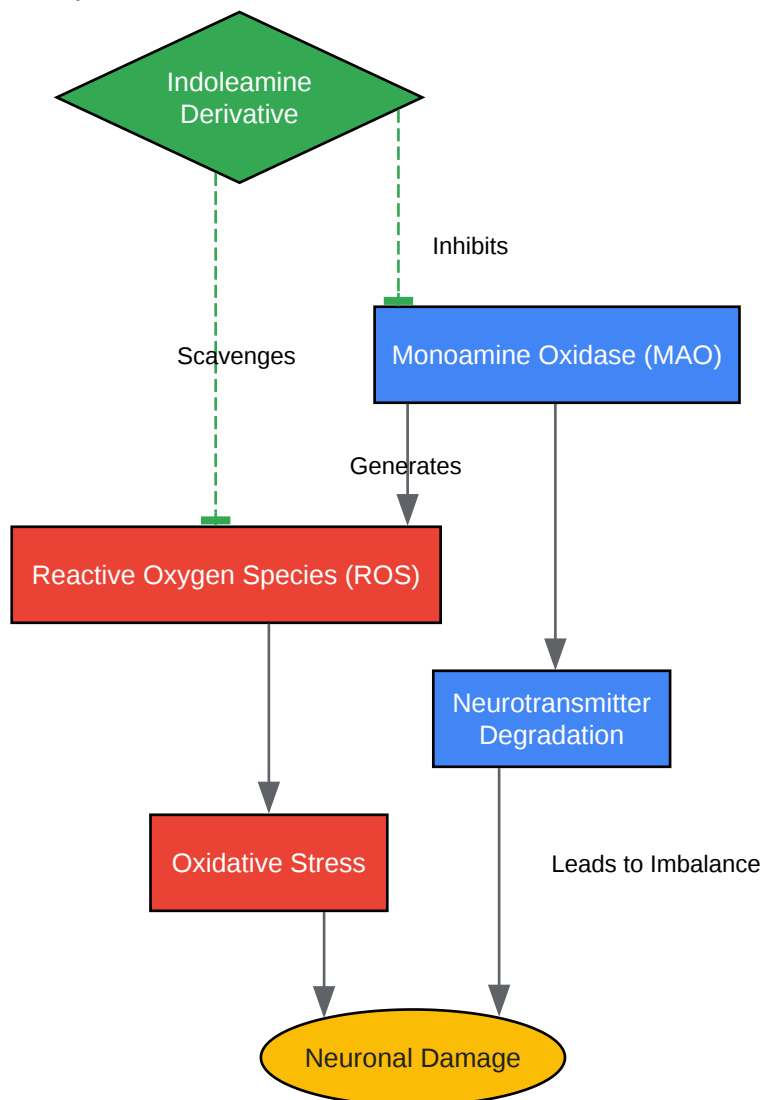 Indoleamine
Derivative
Inhibits
Scavenges
Monoamine Oxidase (MAO)
Generates
Reactive Oxygen Species (ROS)
Neurotransmitter
Degradation
Oxidative Stress
Leads to Imbalance
Neuronal Damage